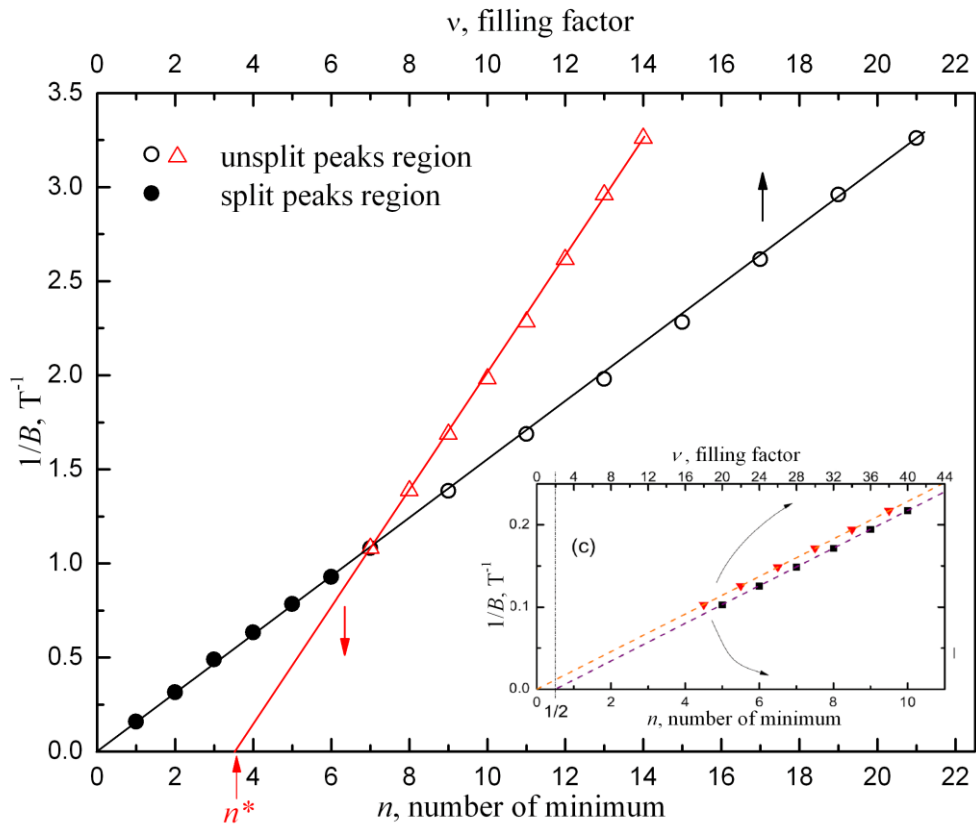 ν, filling factor
0 2 4 6 8 10 12 14 16 18 20 22
3.5
unsplit peaks region
split peaks region
3.0
2.5
2.0
1.5
1.0
0.5
0.0
1/B, T⁻¹
ν, filling factor
0 4 8 12 16 20 24 28 32 36 40 44
0.2
(c)
0.1
0.0
1/B, T⁻¹
1/2 2 4 6 8 10
n, number of minimum
0 2 4 6 8 10 12 14 16 18 20 22
n*
n, number of minimum